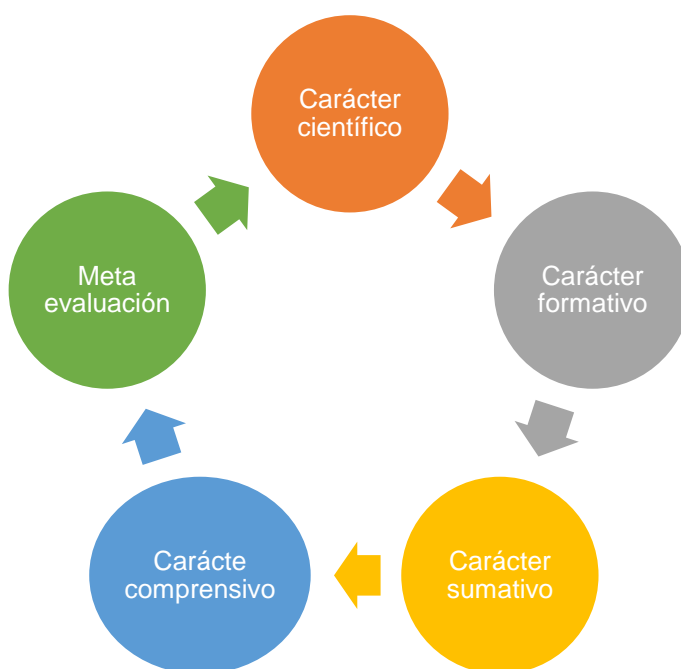 Carácter
científico
Carácter
formativo
Carácter
sumativo
Carácte
comprensivo
Meta
evaluación